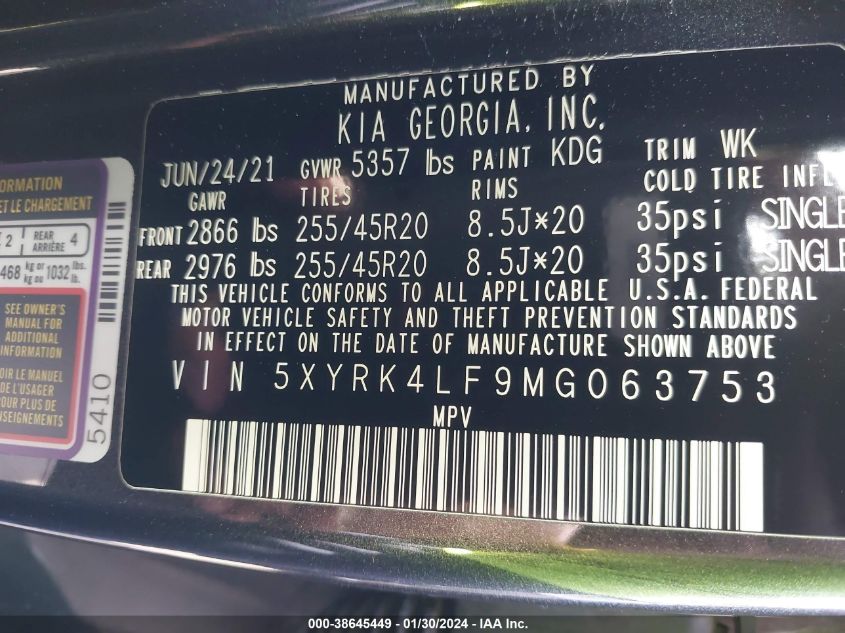 MANUFACTURED BY
KIA GEORGIA, INC.
JUN/24/21 GVWR 5357 lbs PAINT KDG TRIM WK
GAWR TIRES RIMS COLD TIRE INFL
FRONT 2866 lbs 255/45R20 8.5J*20 35psi SINGLE
REAR 2976 lbs 255/45R20 8.5J*20 35psi SINGLE
THIS VEHICLE CONFORMS TO ALL APPLICABLE U.S.A. FEDERAL
MOTOR VEHICLE SAFETY AND THEFT PREVENTION STANDARDS
IN EFFECT ON THE DATE OF MANUFACTURE SHOWN ABOVE
VIN 5XYRK4LF9MG063753
MPV
ORMATION
ET LE CHARGEMENT
2 REAR ARRIÈRE 4
468 kg or ou 1032 lbs. lb.
SEE OWNER'S
MANUAL FOR
ADDITIONAL
INFORMATION
OIR LE MANUEL
DE L'USAGER
POUR PLUS DE
SEIGNEMENTS
5410
000-38645449 - 01/30/2024 - IAA Inc.